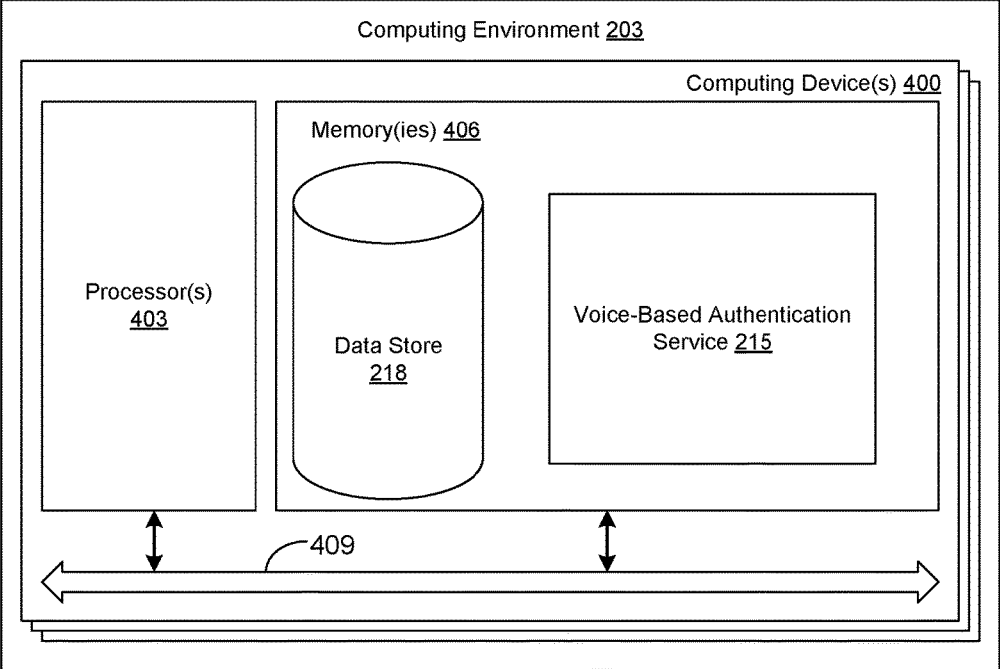 Computing Environment 203
Computing Device(s) 400
Memory(ies) 406
Processor(s)
403
Data Store
218
Voice-Based Authentication
Service 215
409